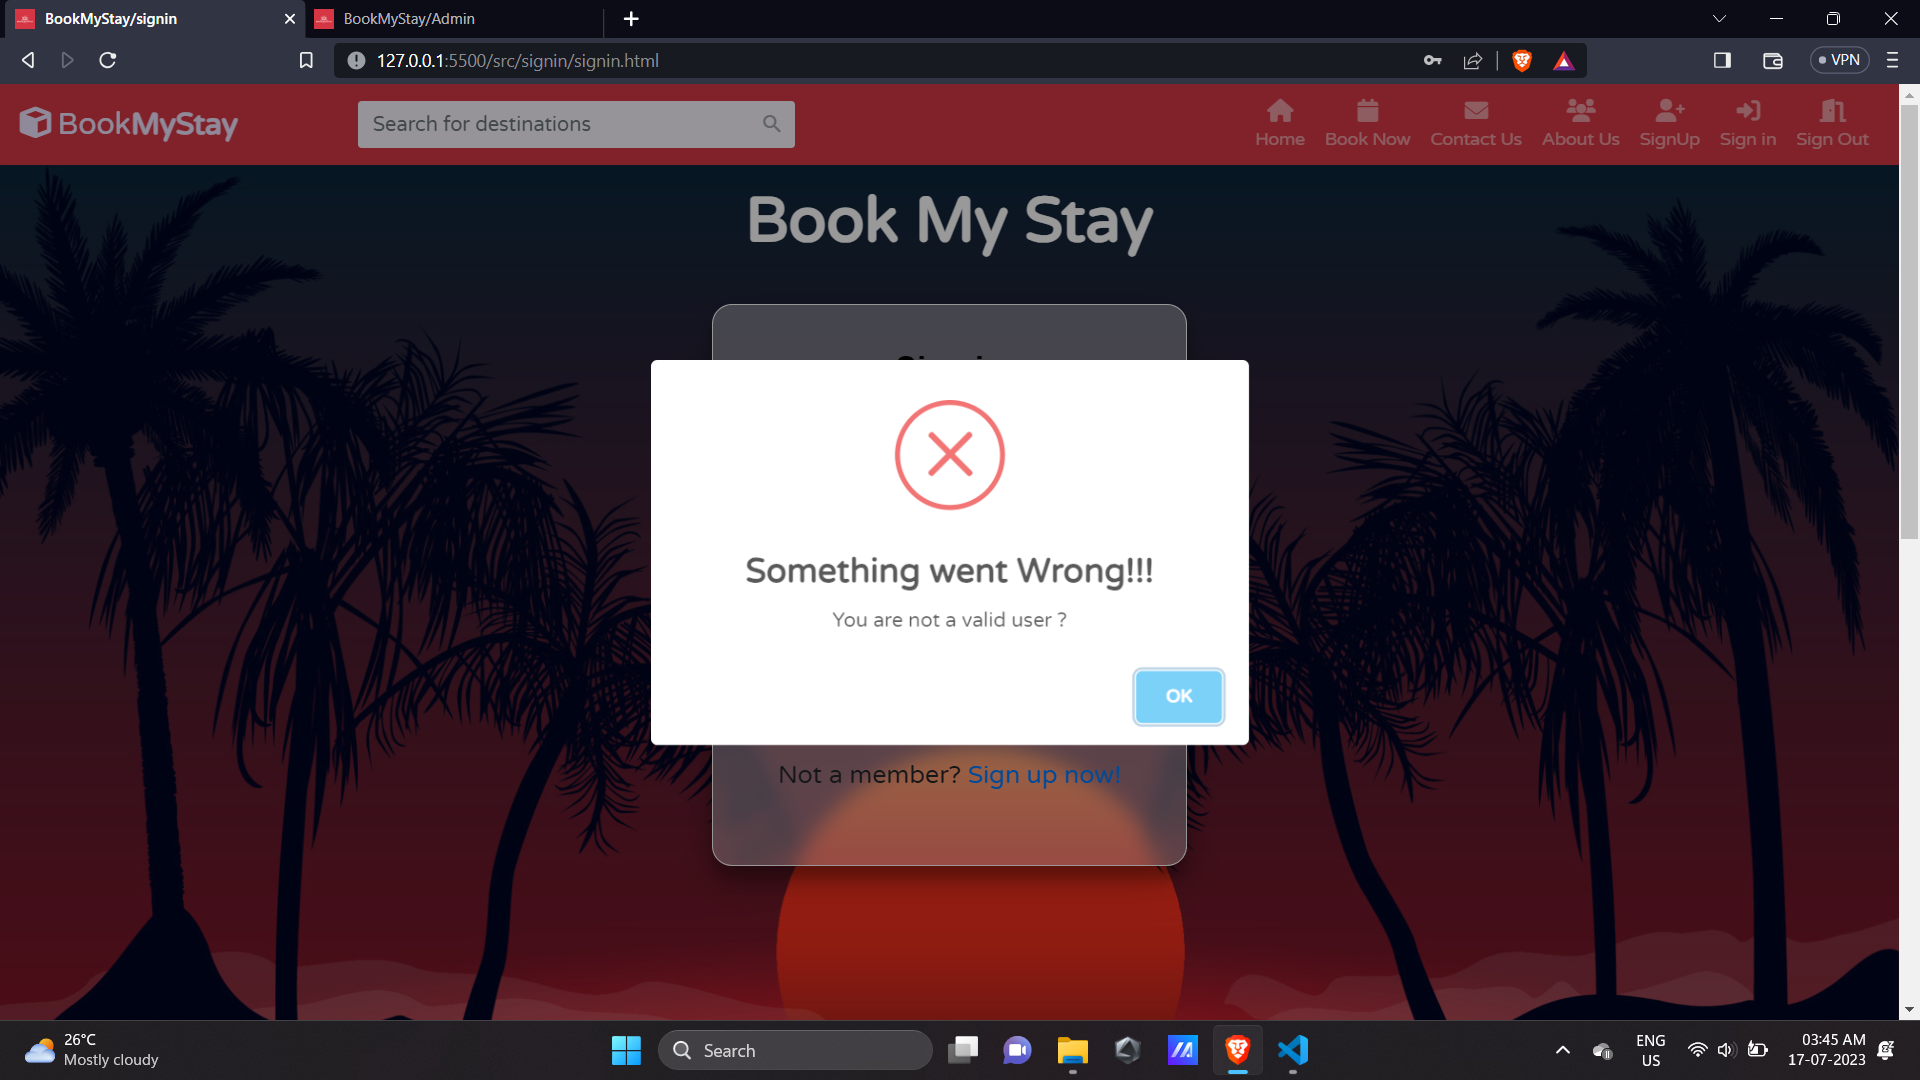 BookMyStay/signin
BookMyStay/Admin
127.0.0.1:5500/src/signin/signin.html
VPN
BookMyStay
Search for destinations
Home
Book Now
Contact Us
About Us
SignUp
Sign in
Sign Out
Book My Stay
Something went Wrong!!!
You are not a valid user ?
OK
Not a member? Sign up now!
26°C
Mostly cloudy
Search
ENG
US
03:45 AM
17-07-2023